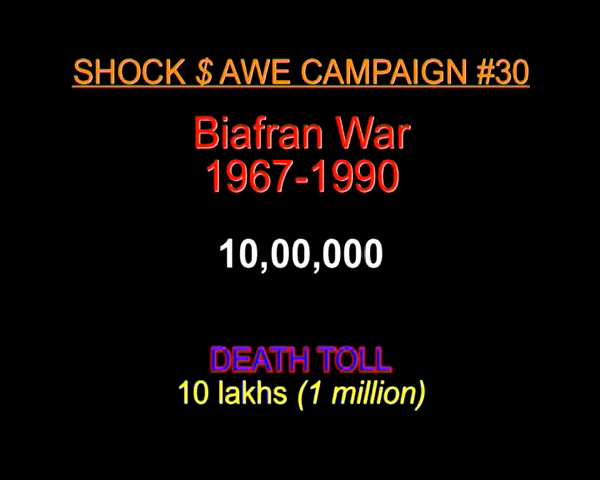 SHOCK $ AWE CAMPAIGN #30
Biafran War
1967-1990
10,00,000
DEATH TOLL
10 lakhs (1 million)